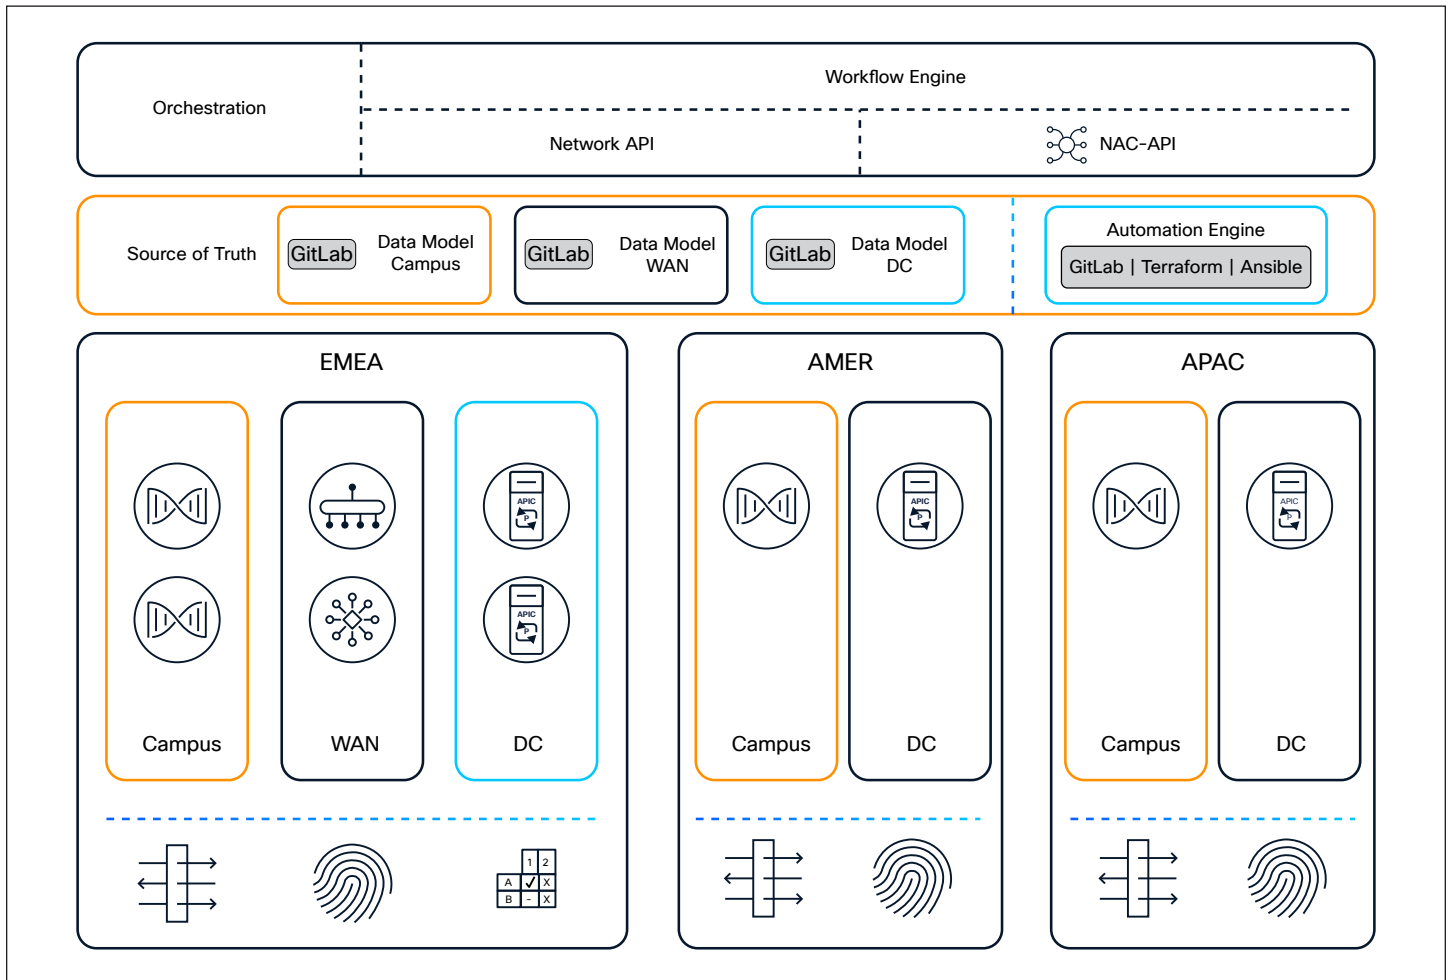 Workflow Engine
Orchestration
Network API
NAC-API
Source of Truth
GitLab
Data Model
Campus
GitLab
Data Model
WAN
GitLab
Data Model
DC
Automation Engine
GitLab | Terraform | Ansible
EMEA
APIC
P
APIC
P
Campus
WAN
DC
1 2
A ✓ X
B - X
AMER
APIC
P
Campus
DC
APAC
APIC
P
Campus
DC